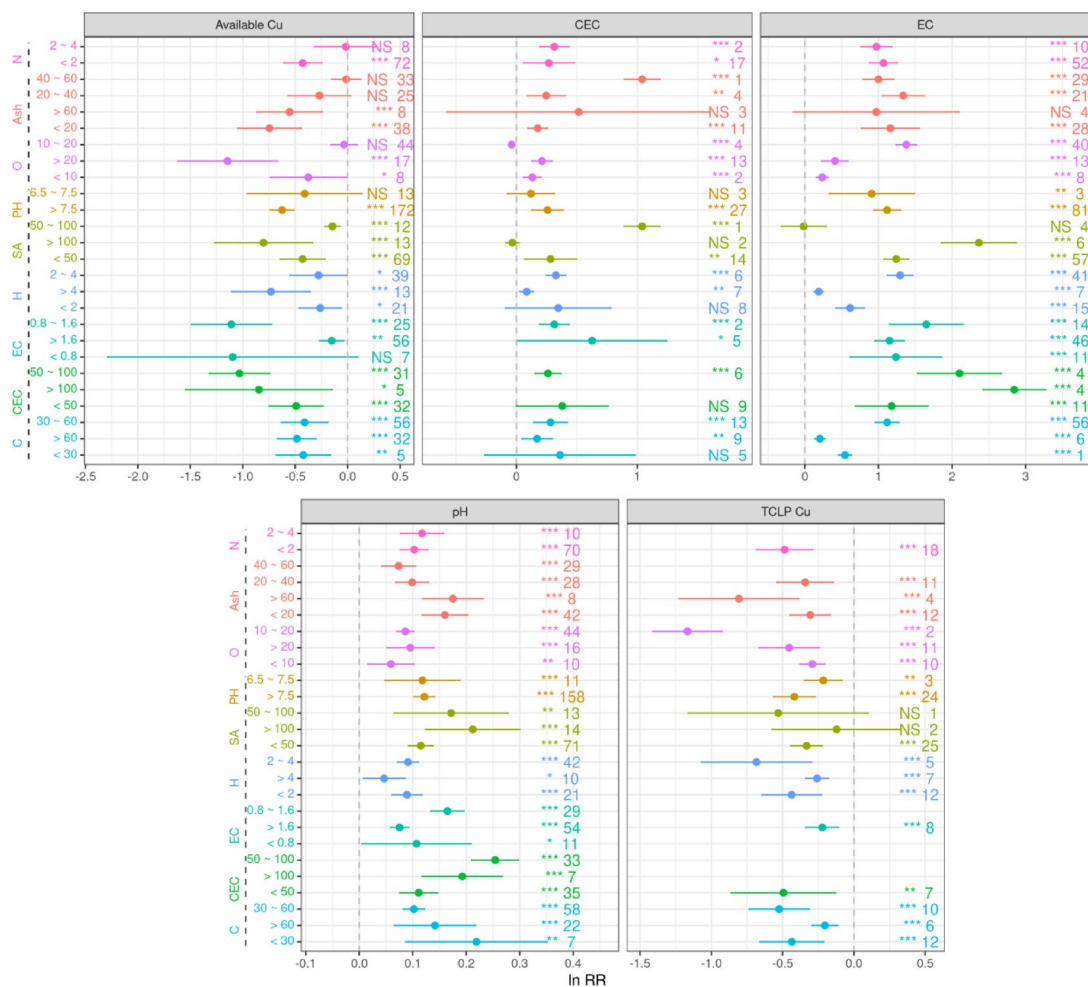 Available Cu CEC EC
N 2 ~ 4 NS 8 *** 2 *** 10
< 2 *** 72 * 17 *** 52
Ash 40 ~ 60 NS 33 *** 1 *** 29
20 ~ 40 NS 25 ** 4 *** 21
> 60 *** 8 NS 3 NS 4
< 20 *** 38 *** 11 *** 28
O 10 ~ 20 NS 44 *** 4 *** 40
> 20 *** 17 *** 13 *** 13
< 10 * 8 *** 2 *** 8
PH 6.5 ~ 7.5 NS 13 NS 3 ** 3
> 7.5 *** 172 *** 27 *** 81
SA 50 ~ 100 *** 12 *** 1 NS 4
> 100 *** 13 NS 2 *** 6
< 50 *** 69 ** 14 *** 57
H 2 ~ 4 * 39 *** 6 *** 41
> 4 *** 13 ** 7 *** 7
< 2 * 21 NS 8 *** 15
EC 0.8 ~ 1.6 *** 25 *** 2 *** 14
> 1.6 ** 56 * 5 *** 46
< 0.8 NS 7 *** 11
CEC 50 ~ 100 *** 31 *** 6 *** 4
> 100 * 5 *** 4
< 50 *** 32 NS 9 *** 11
C 30 ~ 60 *** 56 *** 13 *** 56
> 60 *** 32 ** 9 *** 6
< 30 ** 5 NS 5 *** 1
-2.5 -2.0 -1.5 -1.0 -0.5 0.0 0.5 0 1 0 1 2 3
pH TCLP Cu
N 2 ~ 4 *** 10
< 2 *** 70 *** 18
Ash 40 ~ 60 *** 29
20 ~ 40 *** 28 *** 11
> 60 *** 8 *** 4
< 20 *** 42 *** 12
O 10 ~ 20 *** 44 *** 2
> 20 *** 16 *** 11
< 10 ** 10 *** 10
PH 6.5 ~ 7.5 *** 11 ** 3
> 7.5 *** 158 *** 24
SA 50 ~ 100 ** 13 NS 1
> 100 *** 14 NS 2
< 50 *** 71 *** 25
H 2 ~ 4 *** 42 *** 5
> 4 * 10 *** 7
< 2 *** 21 *** 12
EC 0.8 ~ 1.6 *** 29
> 1.6 *** 54 *** 8
< 0.8 * 11
CEC 50 ~ 100 *** 33
> 100 *** 7
< 50 *** 35 ** 7
C 30 ~ 60 *** 58 *** 10
> 60 *** 22 *** 6
< 30 ** 7 *** 12
-0.1 0.0 0.1 0.2 0.3 0.4 -1.5 -1.0 -0.5 0.0 0.5
ln RR